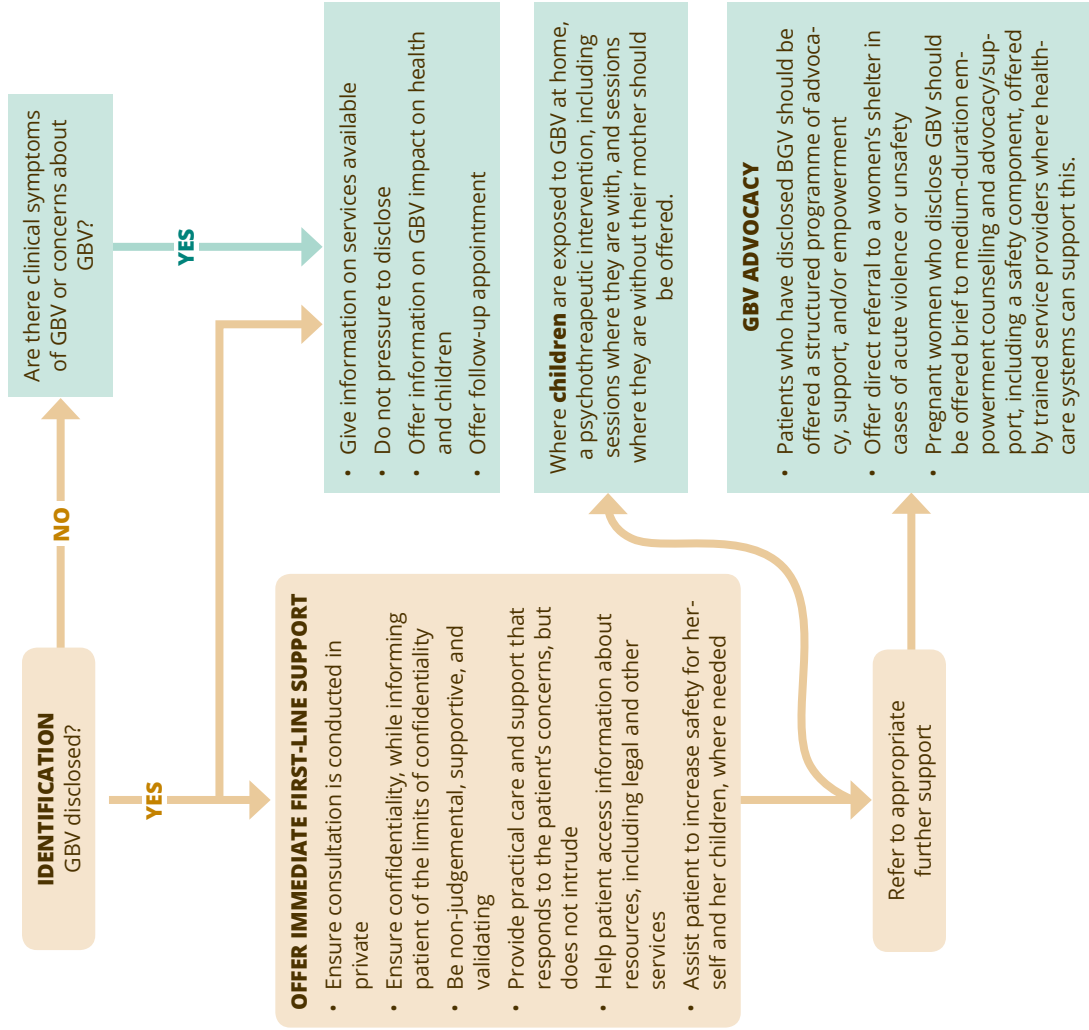 IDENTIFICATION
GBV disclosed?
NO
Are there clinical symptoms
of GBV or concerns about
GBV?
YES
YES
OFFER IMMEDIATE FIRST-LINE SUPPORT
• Ensure consultation is conducted in
private
• Ensure confidentiality, while informing
patient of the limits of confidentiality
• Be non-judgemental, supportive, and
validating
• Provide practical care and support that
responds to the patient's concerns, but
does not intrude
• Help patient access information about
resources, including legal and other
services
• Assist patient to increase safety for her-
self and her children, where needed
• Give information on services available
• Do not pressure to disclose
• Offer information on GBV impact on health
and children
• Offer follow-up appointment
Where children are exposed to GBV at home,
a psychothreapeutic intervention, including
sessions where they are with, and sessions
where they are without their mother should
be offered.
Refer to appropriate
further support
GBV ADVOCACY
• Patients who have disclosed BGV should be
offered a structured programme of advoca-
cy, support, and/or empowerment
• Offer direct referral to a women's shelter in
cases of acute violence or unsafety
• Pregnant women who disclose GBV should
be offered brief to medium-duration em-
powerment counselling and advocacy/sup-
port, including a safety component, offered
by trained service providers where health-
care systems can support this.